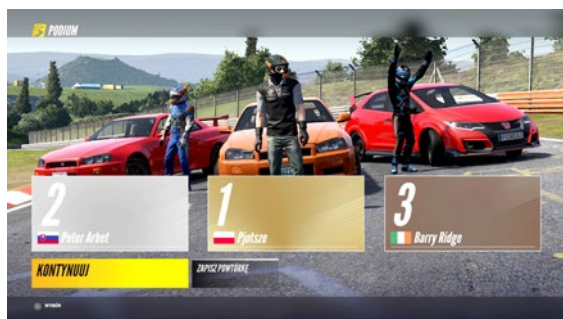 PODIUM
2
Peter Arbet
1
Pjotsze
3
Barry Ridge
KONTYNUUJ
ZAPISZ POWTÓRKĘ
WYBÓR